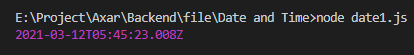 E:\Project\Axar\Backend\file\Date and Time>node date1.js
2021-03-12T05:45:23.008Z